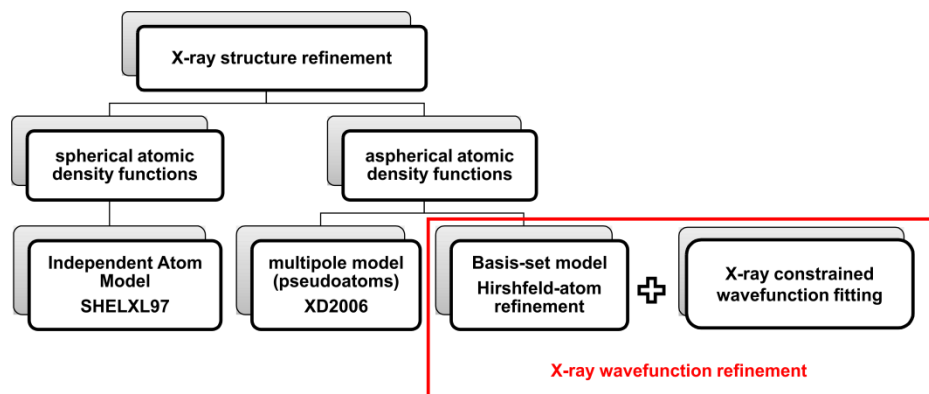 X-ray structure refinement
spherical atomic
density functions
aspherical atomic
density functions
Independent Atom
Model
SHELXL97
multipole model
(pseudoatoms)
XD2006
Basis-set model
Hirshfeld-atom
refinement
X-ray constrained
wavefunction fitting
X-ray wavefunction refinement